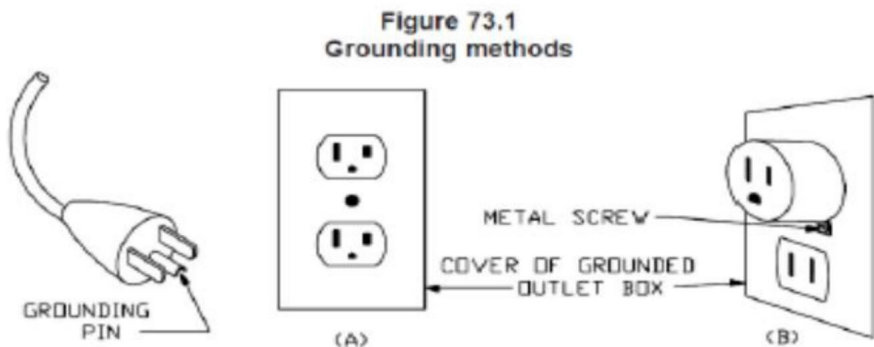 Figure 73.1
Grounding methods
METAL SCREW
COVER OF GROUNDED
OUTLET BOX
GROUNDING
PIN
(A)
(B)